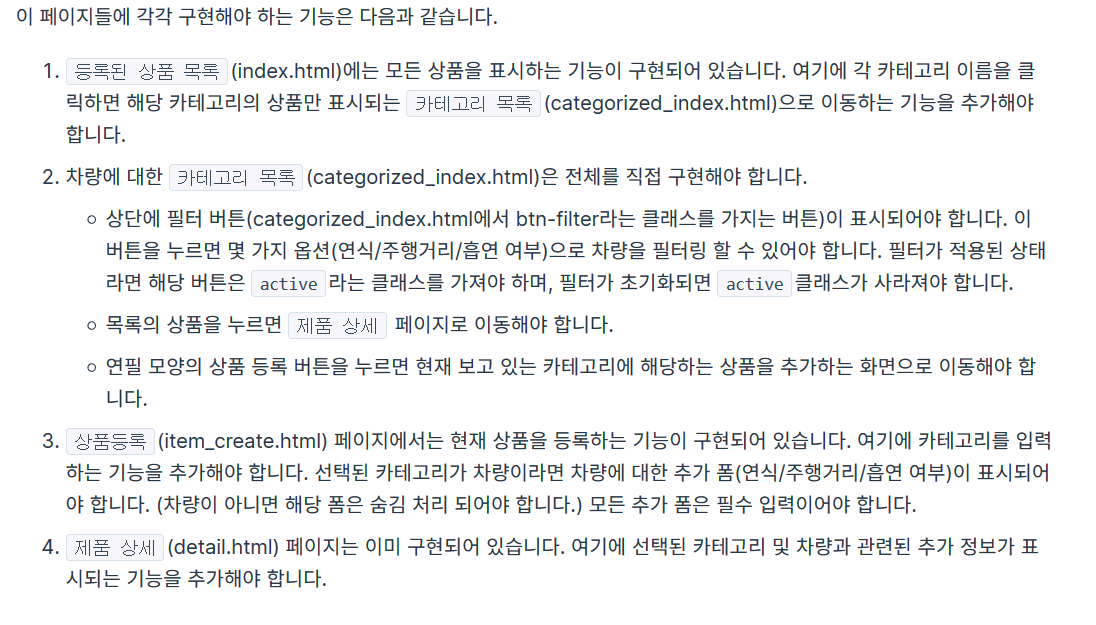 이 페이지들에 각각 구현해야 하는 기능은 다음과 같습니다.
1. 등록된 상품 목록 (index.html)에는 모든 상품을 표시하는 기능이 구현되어 있습니다. 여기에 각 카테고리 이름을 클
릭하면 해당 카테고리의 상품만 표시되는 카테고리 목록 (categorized_index.html)으로 이동하는 기능을 추가해야
합니다.
2. 차량에 대한 카테고리 목록 (categorized_index.html)은 전체를 직접 구현해야 합니다.
상단에 필터 버튼(categorized_index.html에서 btn-filter라는 클래스를 가지는 버튼)이 표시되어야 합니다. 이
버튼을 누르면 몇 가지 옵션(연식/주행거리/흡연 여부)으로 차량을 필터링 할 수 있어야 합니다. 필터가 적용된 상태
라면 해당 버튼은 active 라는 클래스를 가져야 하며, 필터가 초기화되면 active 클래스가 사라져야 합니다.
목록의 상품을 누르면 제품 상세 페이지로 이동해야 합니다.
연필 모양의 상품 등록 버튼을 누르면 현재 보고 있는 카테고리에 해당하는 상품을 추가하는 화면으로 이동해야 합
니다.
3. 상품등록 (item_create.html) 페이지에서는 현재 상품을 등록하는 기능이 구현되어 있습니다. 여기에 카테고리를 입력
하는 기능을 추가해야 합니다. 선택된 카테고리가 차량이라면 차량에 대한 추가 폼(연식/주행거리/흡연 여부)이 표시되어
야 합니다. (차량이 아니면 해당 폼은 숨김 처리 되어야 합니다.) 모든 추가 폼은 필수 입력이어야 합니다.
4. 제품 상세 (detail.html) 페이지는 이미 구현되어 있습니다. 여기에 선택된 카테고리 및 차량과 관련된 추가 정보가 표
시되는 기능을 추가해야 합니다.